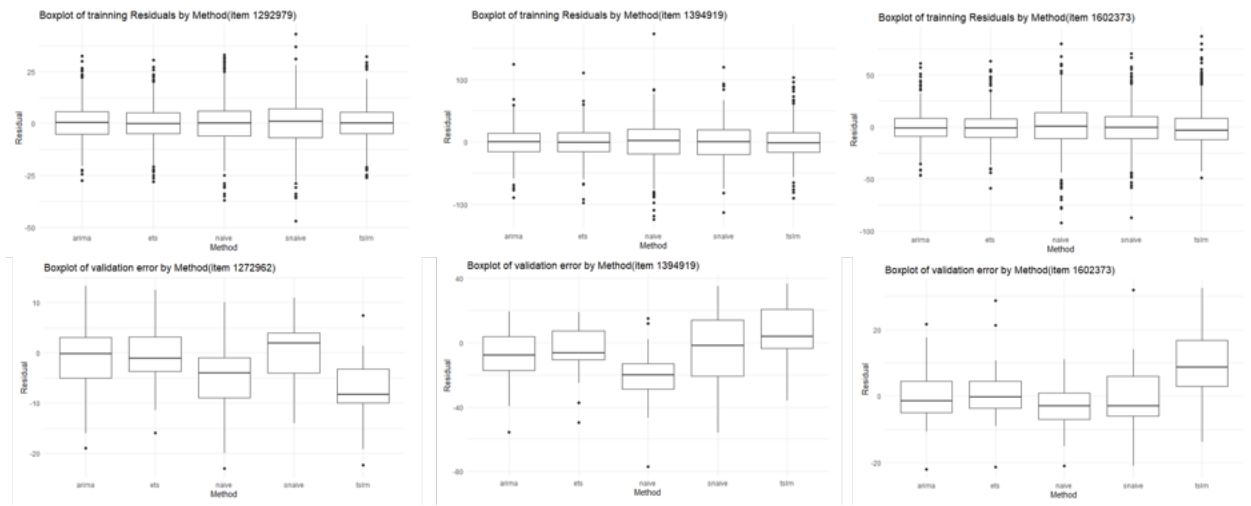 Boxplot of trainning Residuals by Method(item 1292979)
25
0
-25
-50
Residual
arima ets naive snaive tslm
Method
Boxplot of trainning Residuals by Method(item 1394919)
100
0
-100
Residual
arima ets naive snaive tslm
Method
Boxplot of trainning Residuals by Method(item 1602373)
50
0
-50
-100
Residual
arima ets naive snaive tslm
Method
Boxplot of validation error by Method(item 1272962)
10
0
-10
-20
Residual
arima ets naive snaive tslm
Method
Boxplot of validation error by Method(item 1394919)
40
0
-40
-80
Residual
arima ets naive snaive tslm
Method
Boxplot of validation error by Method(item 1602373)
20
0
-20
Residual
arima ets naive snaive tslm
Method